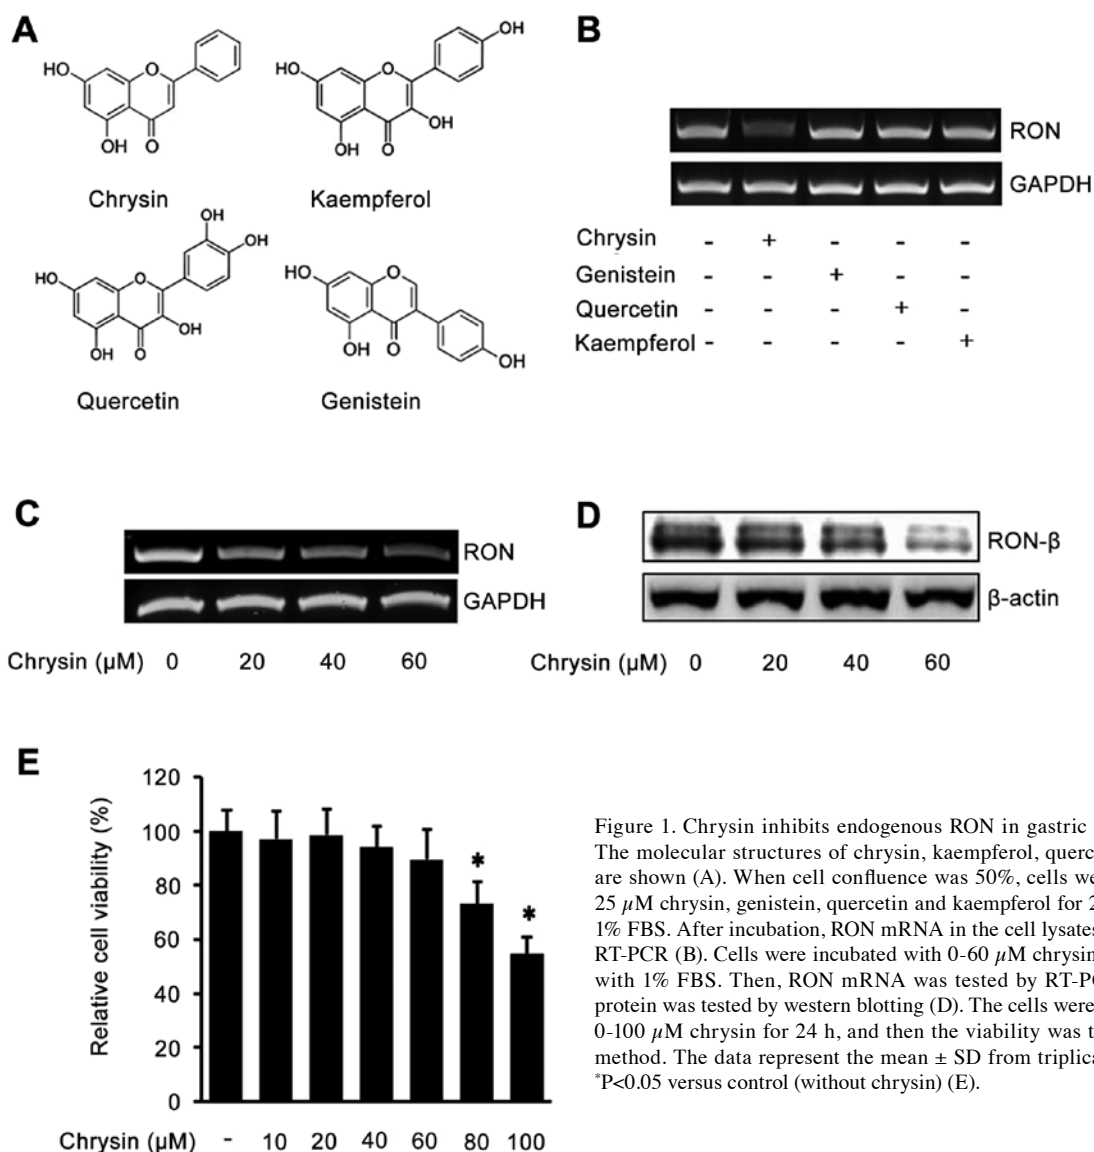 A
HO
O
OH
O
Chrysin
HO
O
OH
OH
OH
O
Kaempferol
HO
O
OH
OH
OH
OH
O
Quercetin
HO
O
OH
O
OH
Genistein
B
RON
GAPDH
Chrysin - + - - -
Genistein - - + - -
Quercetin - - - + -
Kaempferol - - - - +
C
RON
GAPDH
Chrysin (μM) 0 20 40 60
D
RON-β
β-actin
Chrysin (μM) 0 20 40 60
E
Relative cell viability (%)
120
100
80
60
40
20
0
* *
Chrysin (μM) - 10 20 40 60 80 100
Figure 1. Chrysin inhibits endogenous RON in gastric
The molecular structures of chrysin, kaempferol, querc
are shown (A). When cell confluence was 50%, cells we
25 μM chrysin, genistein, quercetin and kaempferol for 2
1% FBS. After incubation, RON mRNA in the cell lysates
RT-PCR (B). Cells were incubated with 0-60 μM chrysin
with 1% FBS. Then, RON mRNA was tested by RT-PC
protein was tested by western blotting (D). The cells were
0-100 μM chrysin for 24 h, and then the viability was t
method. The data represent the mean ± SD from triplica
*P<0.05 versus control (without chrysin) (E).